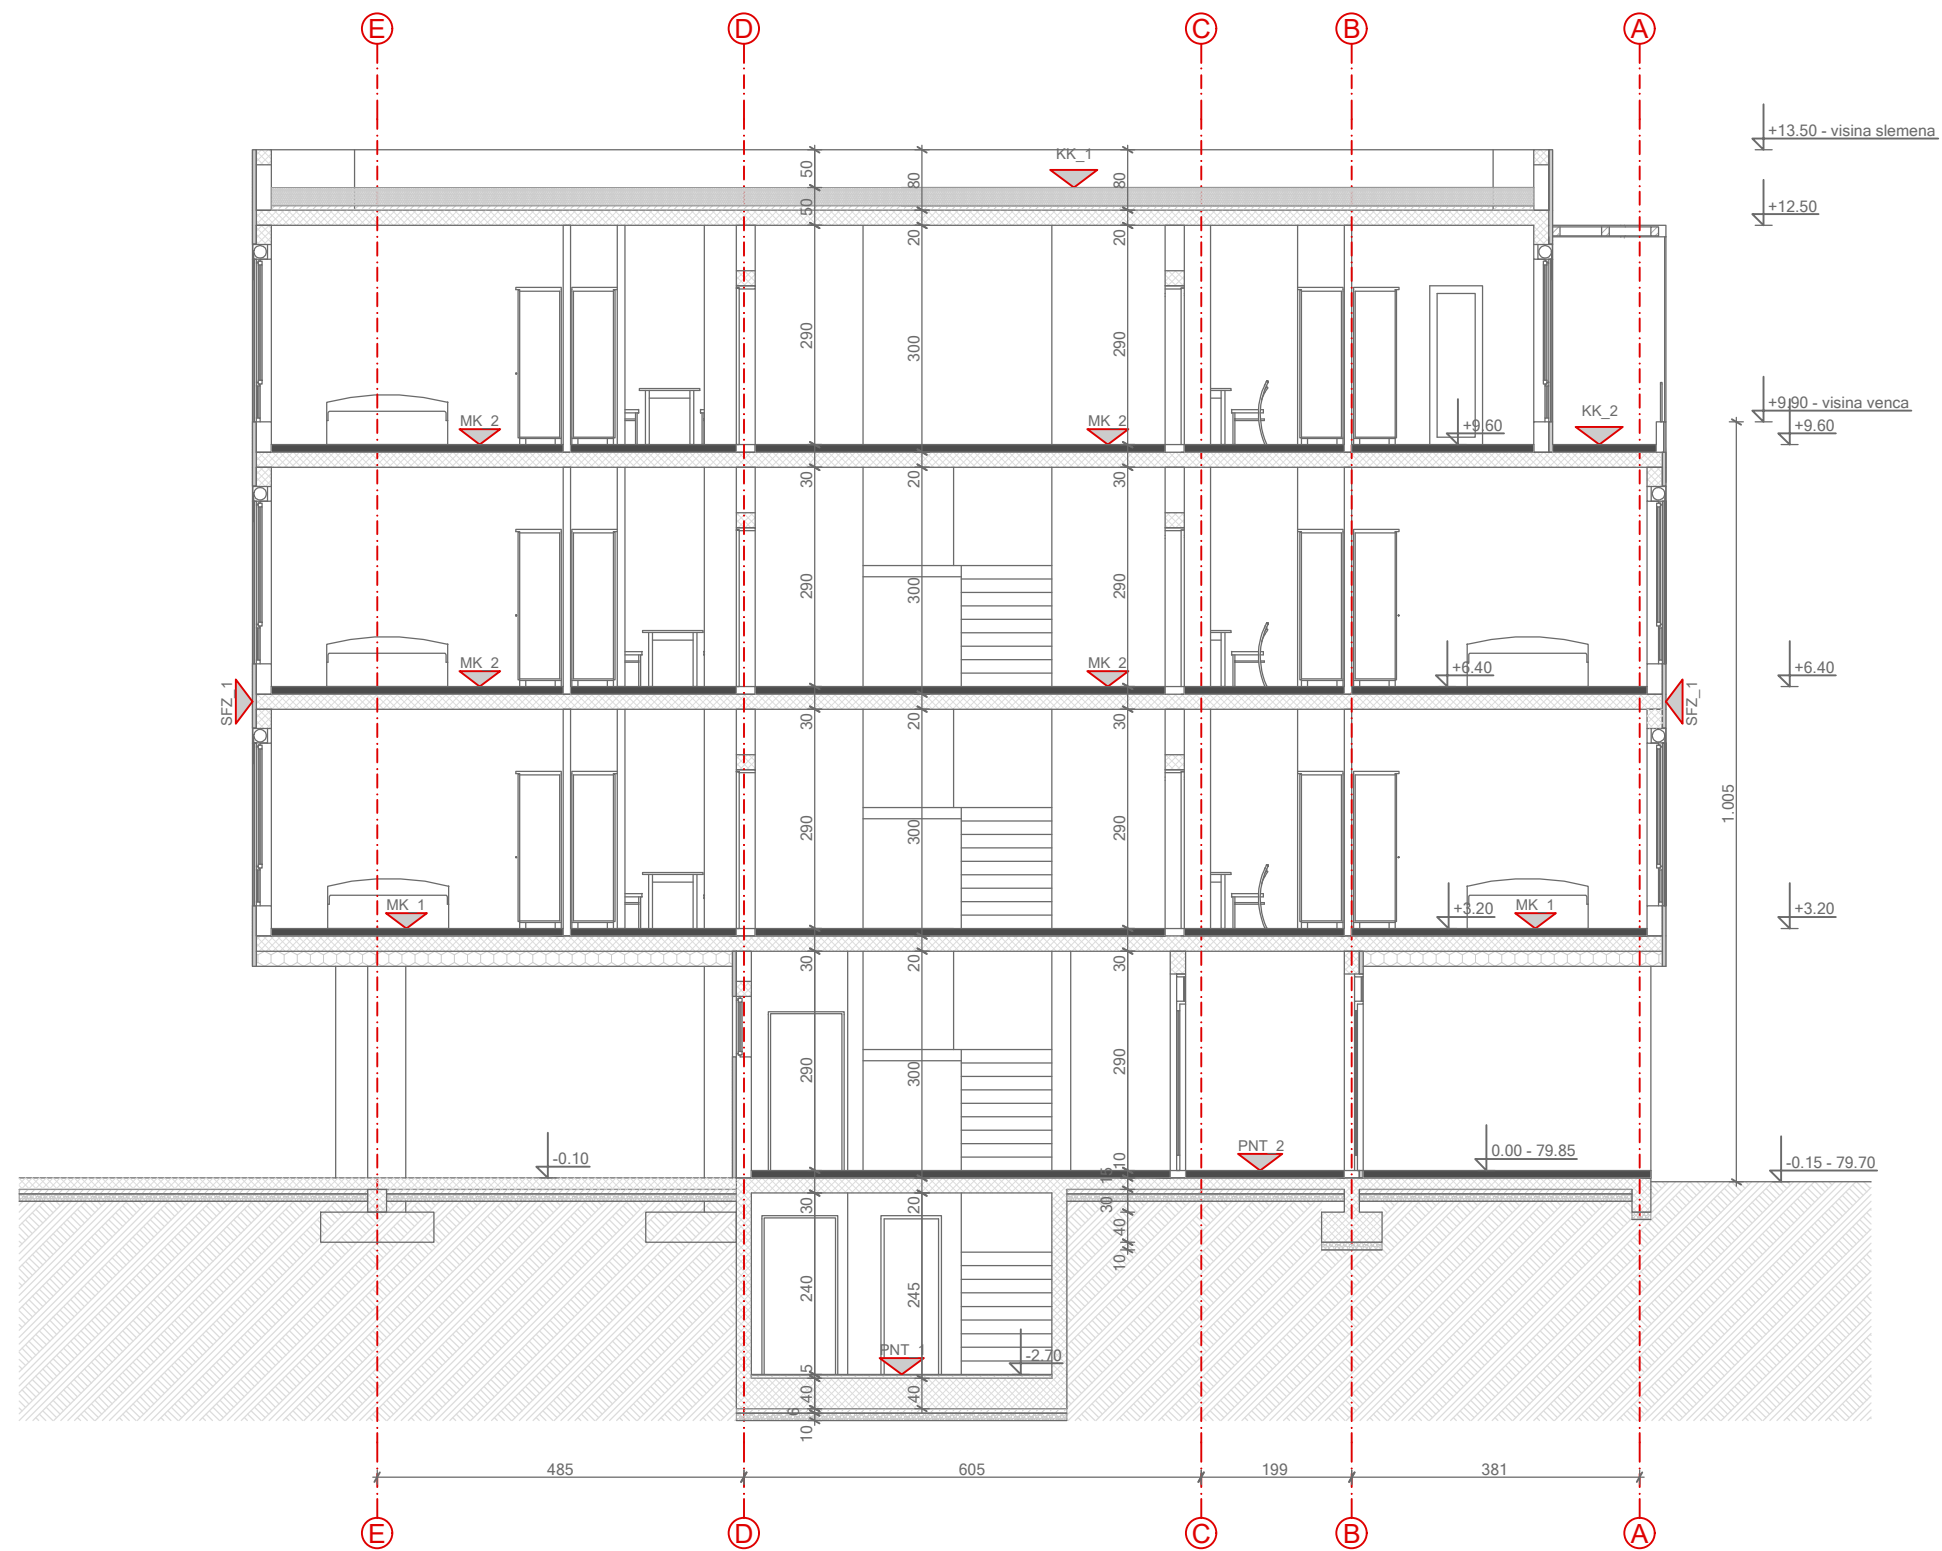 E D C B A
+13.50 - visina slemena
KK_1
50 80 80
50
+12.50
20 20
290 300 290
+9.90 - visina venca
MK_2 MK_2 +9.60 KK_2 +9.60
30 20 30
290 300 290
MK_2 MK_2 +6.40 +6.40
SFZ_1 SFZ_1
30 20 30
290 300 290
1.005
MK_1 +3.20 MK_1 +3.20
30 20 30
290 300 290
-0.10 PNT_2 0.00 - 79.85 -0.15 - 79.70
10
15
30 20 30
40
10
240 245
PNT_1 -2.70
5
40 40
6
10
485 605 199 381
E D C B A